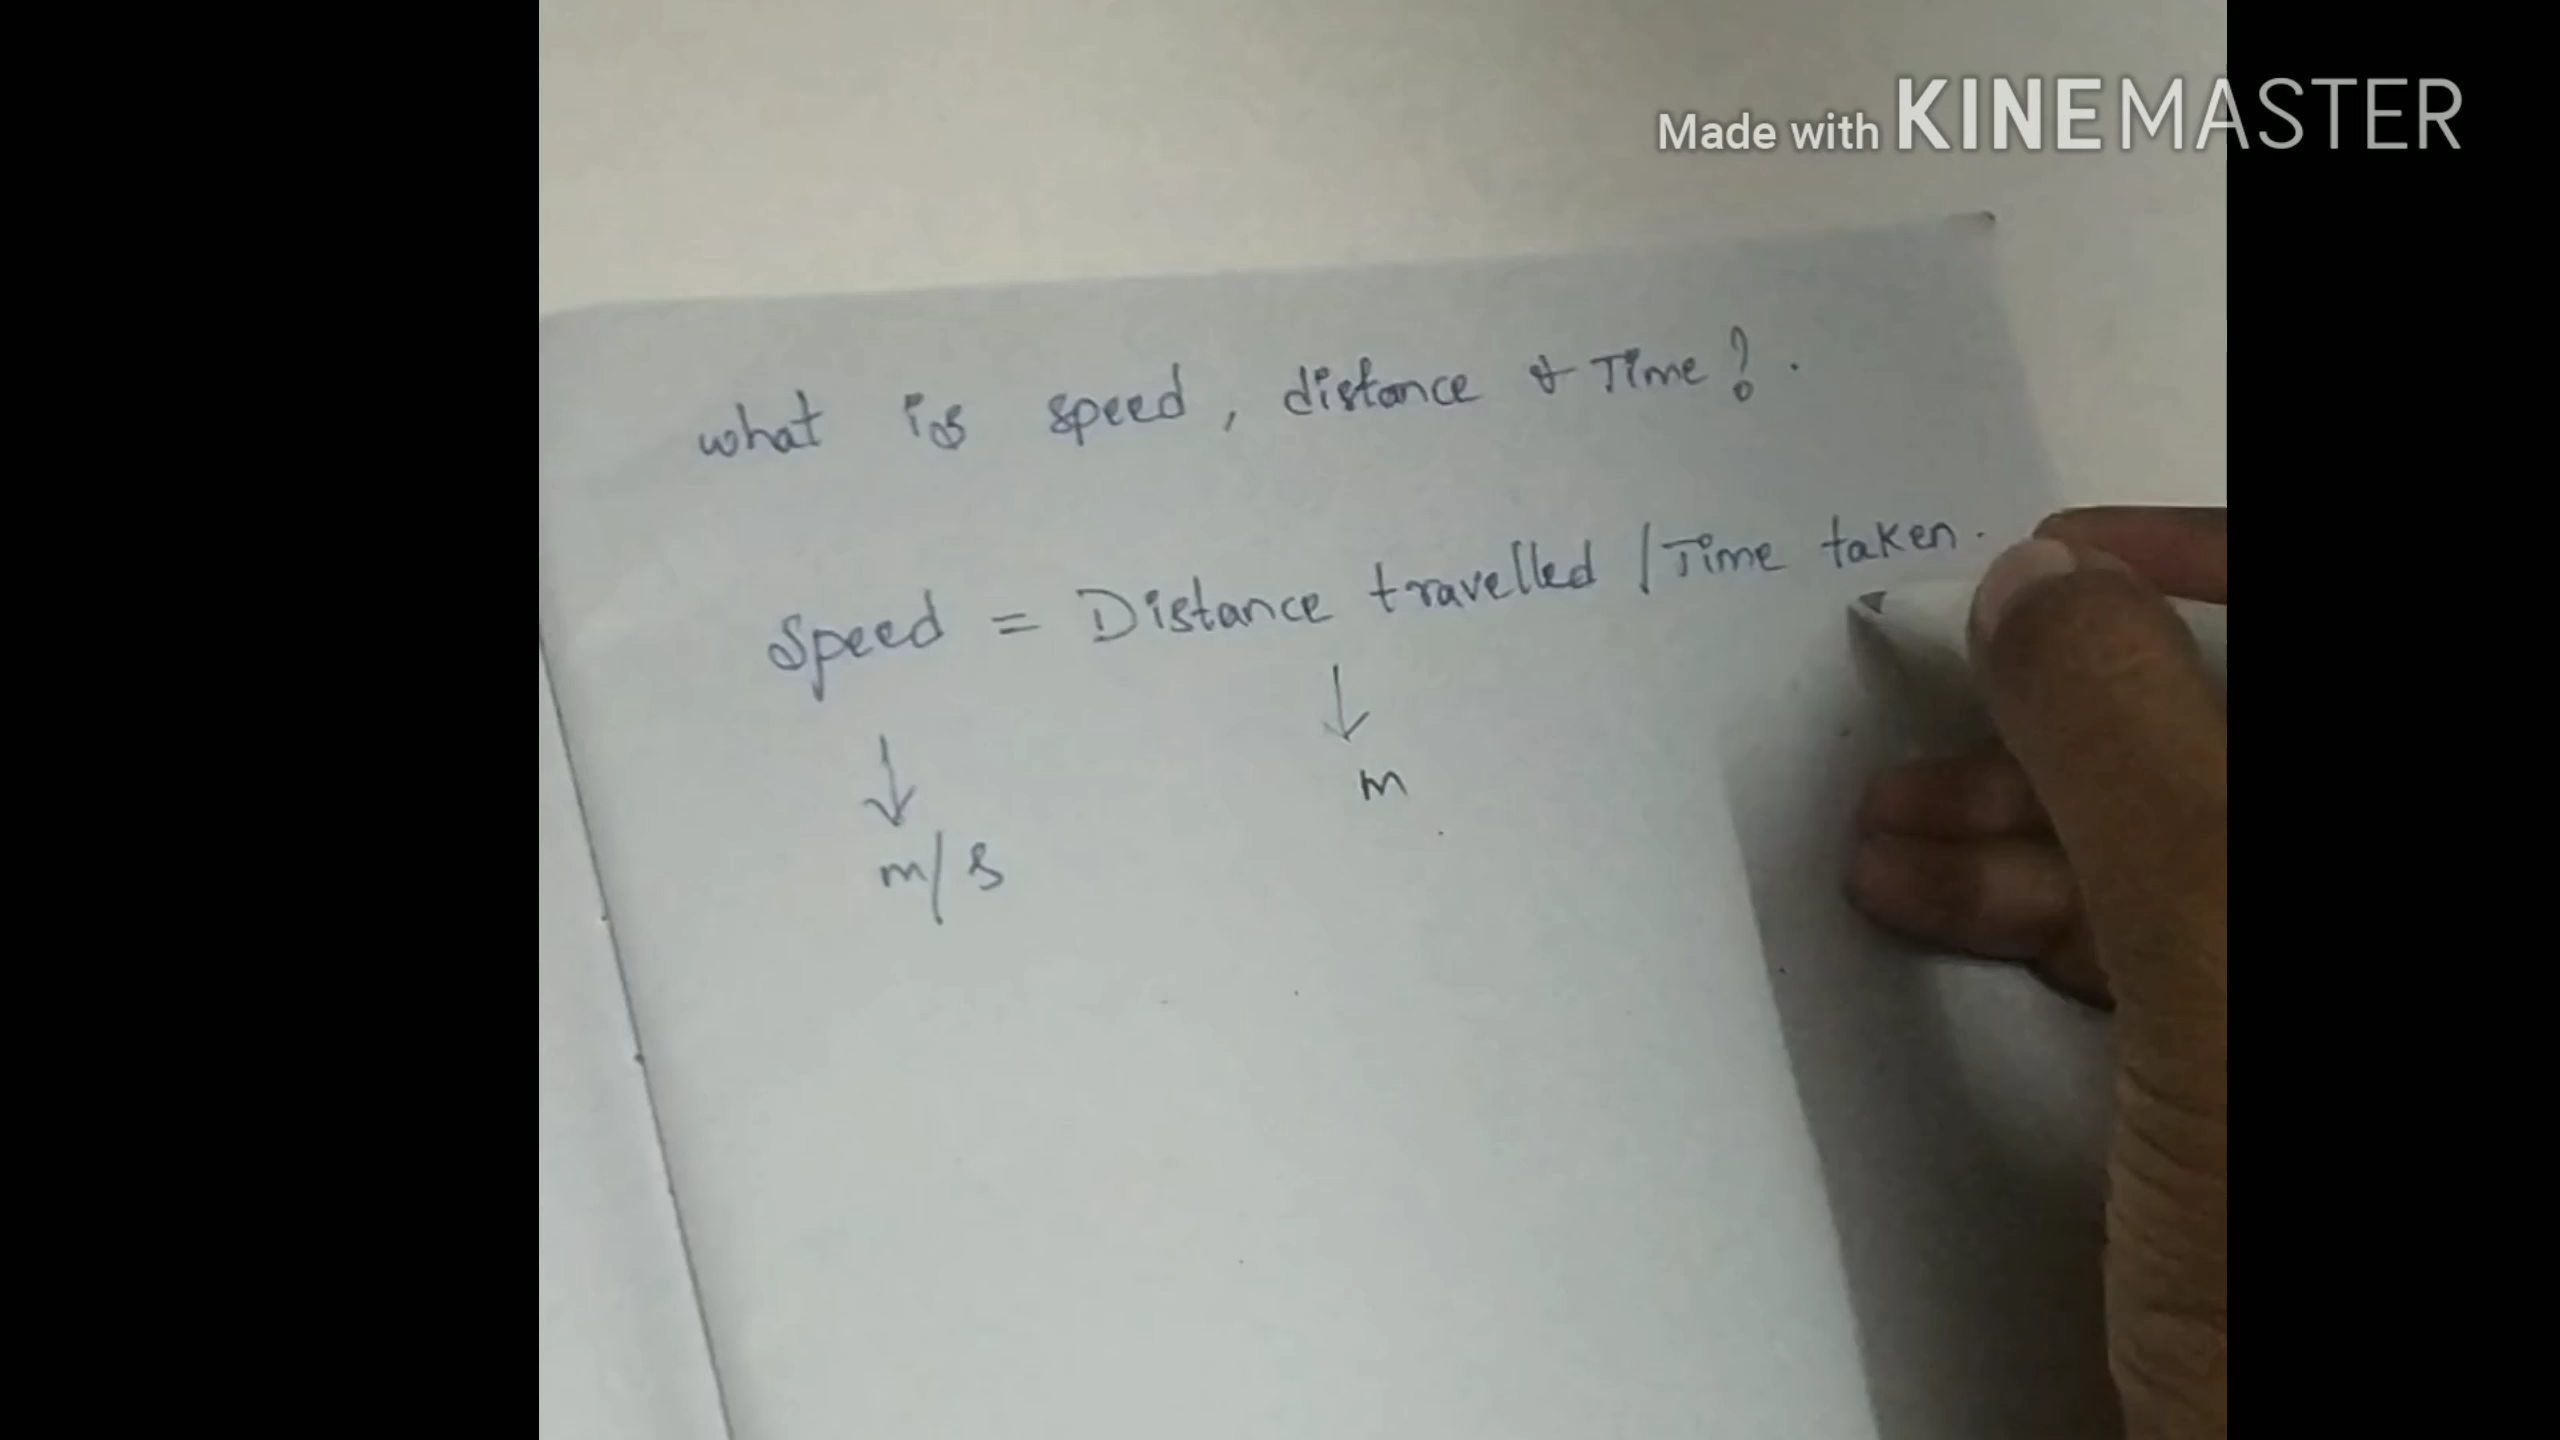 Made with KINEMASTER
what is speed, distance & Time?.
Speed = Distance travelled / Time taken.
↓ ↓
m/s m